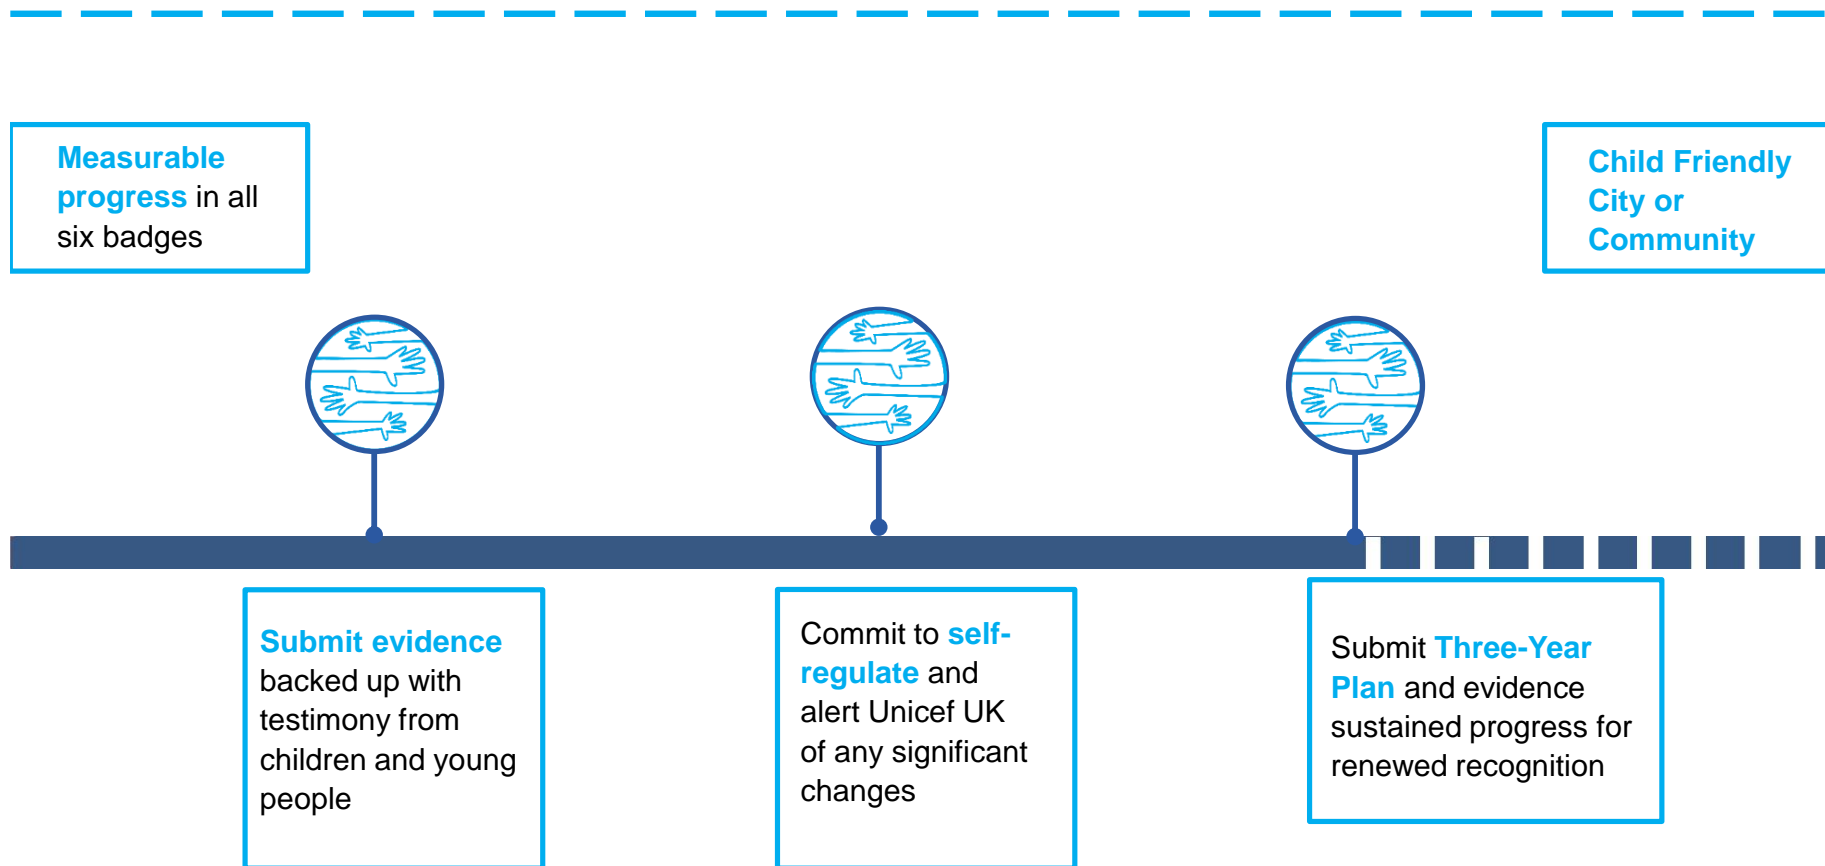 Measurable
progress in all
six badges
Child Friendly
City or
Community
Submit evidence
backed up with
testimony from
children and young
people
Commit to self-
regulate and
alert Unicef UK
of any significant
changes
Submit Three-Year
Plan and evidence
sustained progress for
renewed recognition